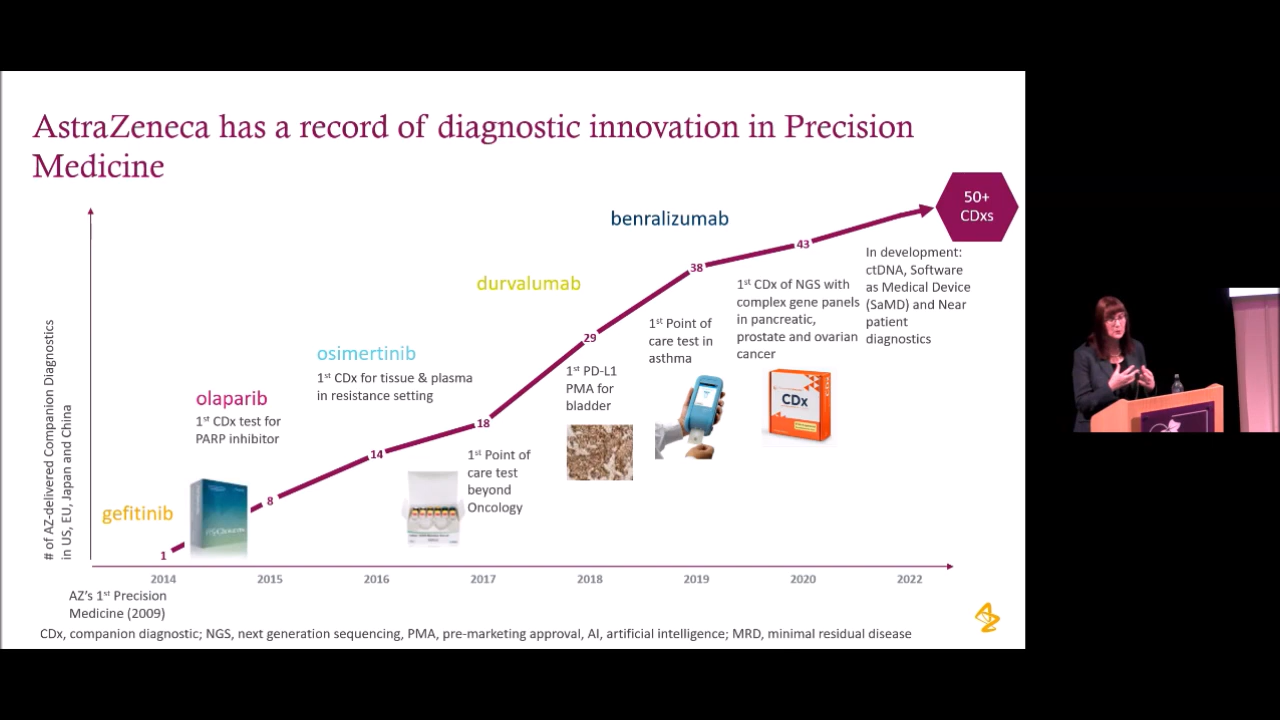 AstraZeneca has a record of diagnostic innovation in Precision
Medicine
50+
CDxs
benralizumab
43
In development:
ctDNA, Software
as Medical Device
(SaMD) and Near
patient
diagnostics
38
durvalumab
1st CDx of NGS with
complex gene panels
in pancreatic,
prostate and ovarian
cancer
1st Point of
care test in
asthma
29
osimertinib
1st CDx for tissue & plasma
in resistance setting
1st PD-L1
PMA for
bladder
CDx
olaparib
1st CDx test for
PARP inhibitor
18
14
1st Point of
care test
beyond
Oncology
8
gefitinib
1
# of AZ-delivered Companion Diagnostics
in US, EU, Japan and China
2014 2015 2016 2017 2018 2019 2020 2022
AZ's 1st Precision
Medicine (2009)
CDx, companion diagnostic; NGS, next generation sequencing, PMA, pre-marketing approval, AI, artificial intelligence; MRD, minimal residual disease